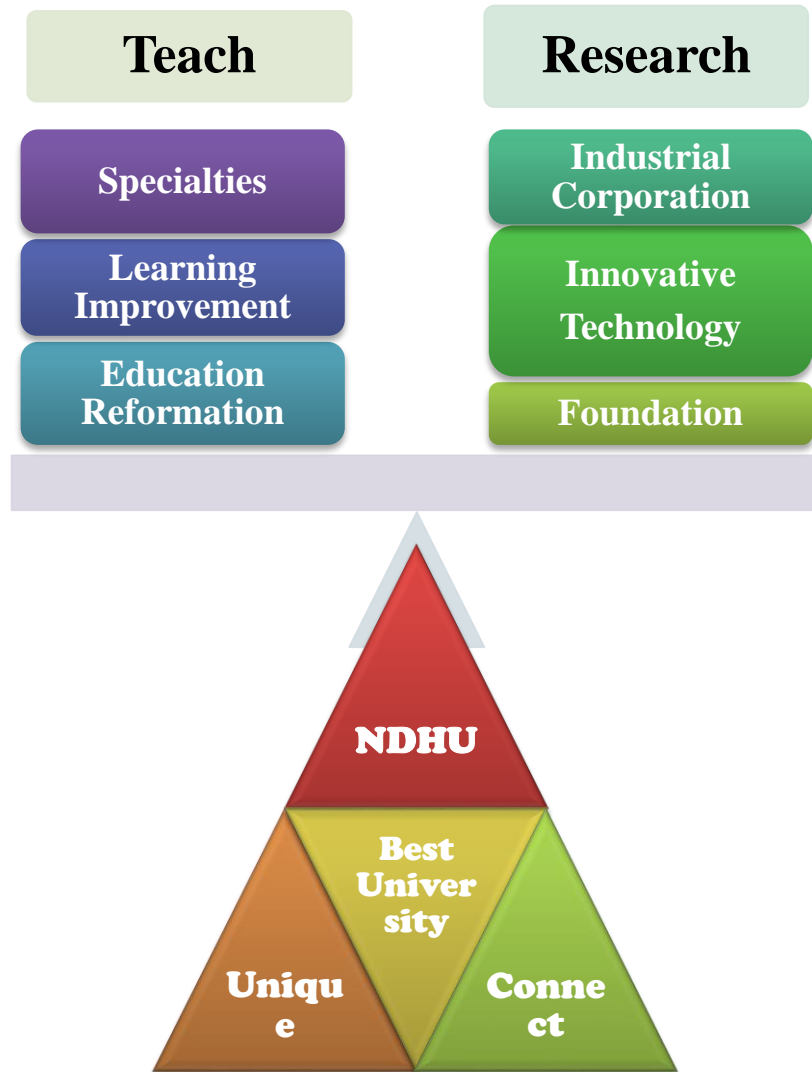 Teach
Research
Specialties
Learning
Improvement
Education
Reformation
Industrial
Corporation
Innovative
Technology
Foundation
NDHU
Best
Univer
sity
Uniqu
e
Conne
ct